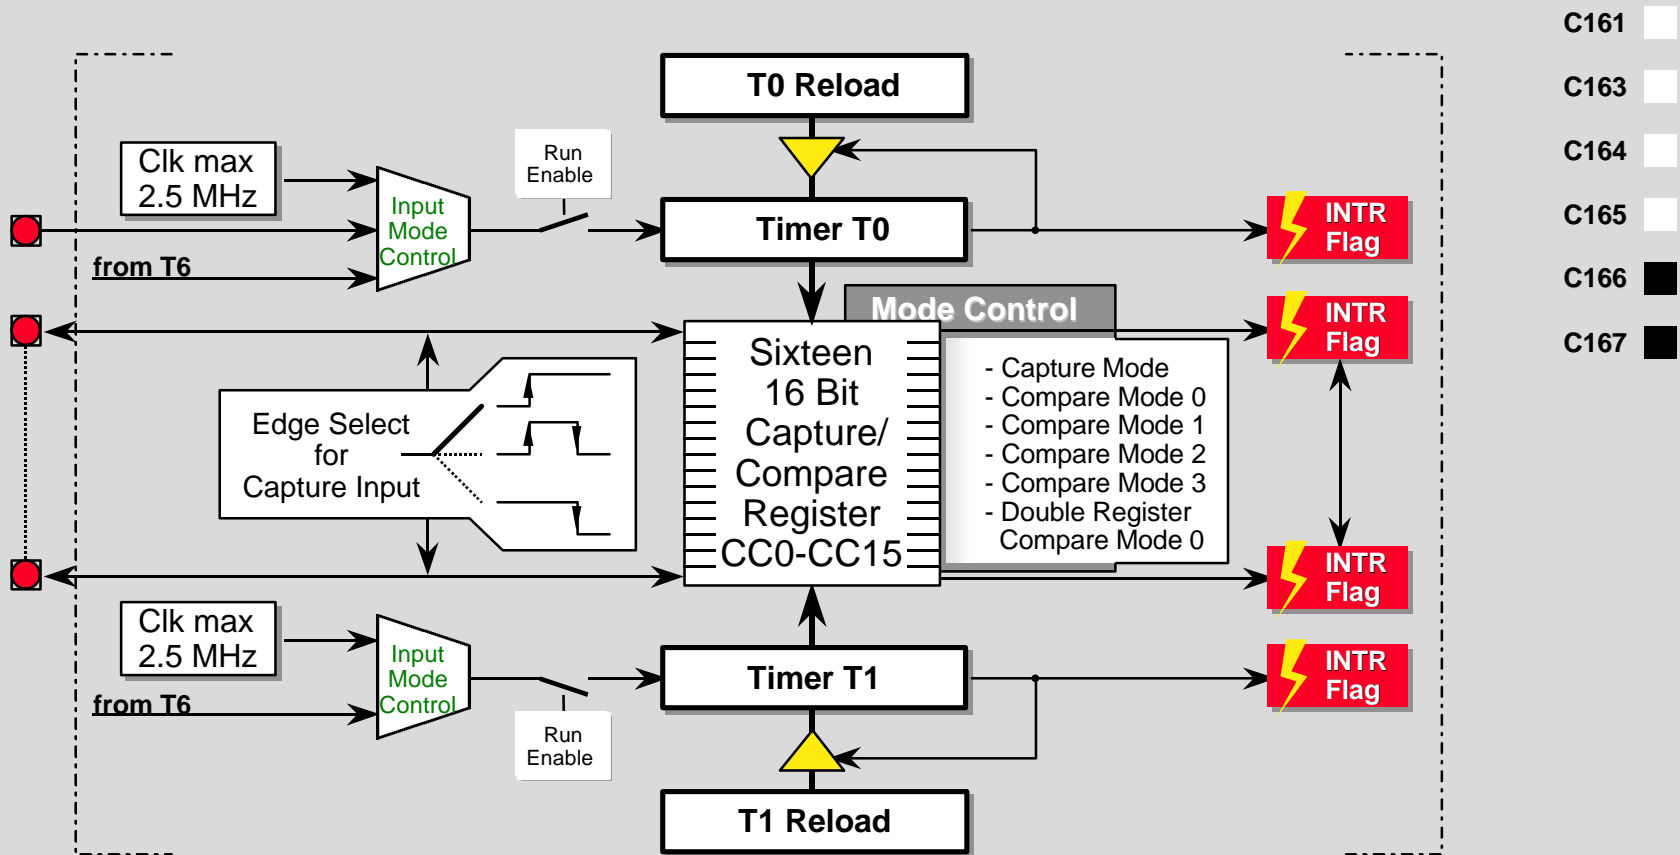 C161
C163
C164
C165
C166
C167
T0 Reload
Clk max
2.5 MHz
Run
Enable
Input
Mode
Control
Timer T0
INTR
Flag
from T6
Mode Control
INTR
Flag
Sixteen
16 Bit
Capture/
Compare
Register
CC0-CC15
- Capture Mode
- Compare Mode 0
- Compare Mode 1
- Compare Mode 2
- Compare Mode 3
- Double Register
Compare Mode 0
Edge Select
for
Capture Input
INTR
Flag
Clk max
2.5 MHz
Input
Mode
Control
Timer T1
INTR
Flag
from T6
Run
Enable
T1 Reload